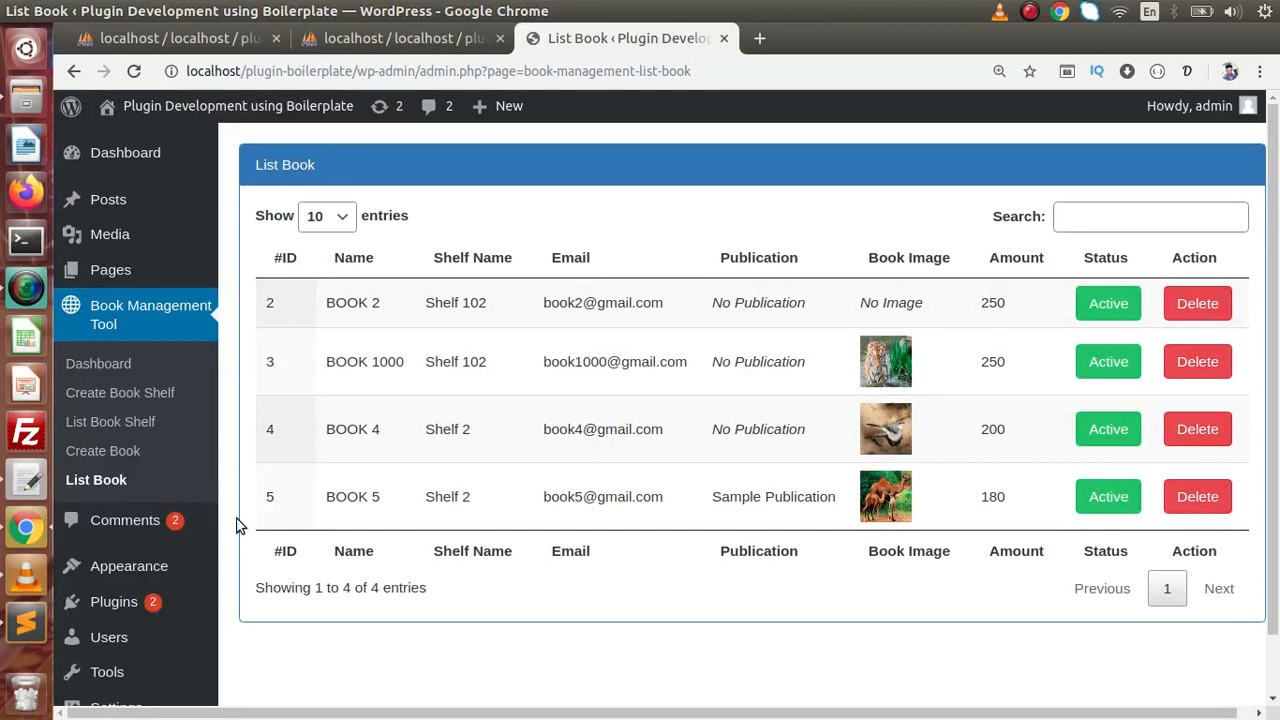 List Book ‹ Plugin Development using Boilerplate — WordPress - Google Chrome
En
localhost / localhost / plu
localhost / localhost / plu
List Book ‹ Plugin Develo
localhost/plugin-boilerplate/wp-admin/admin.php?page=book-management-list-book
IQ
Plugin Development using Boilerplate 2 2 New
Howdy, admin
Dashboard
Posts
Media
Pages
Book Management
Tool
Dashboard
Create Book Shelf
List Book Shelf
Create Book
List Book
Comments 2
Appearance
Plugins 2
Users
Tools
Settings
List Book
Show 10 entries
Search:
#ID Name Shelf Name Email Publication Book Image Amount Status Action
2 BOOK 2 Shelf 102 book2@gmail.com No Publication No Image 250 Active Delete
3 BOOK 1000 Shelf 102 book1000@gmail.com No Publication 250 Active Delete
4 BOOK 4 Shelf 2 book4@gmail.com No Publication 200 Active Delete
5 BOOK 5 Shelf 2 book5@gmail.com Sample Publication 180 Active Delete
#ID Name Shelf Name Email Publication Book Image Amount Status Action
Showing 1 to 4 of 4 entries
Previous 1 Next